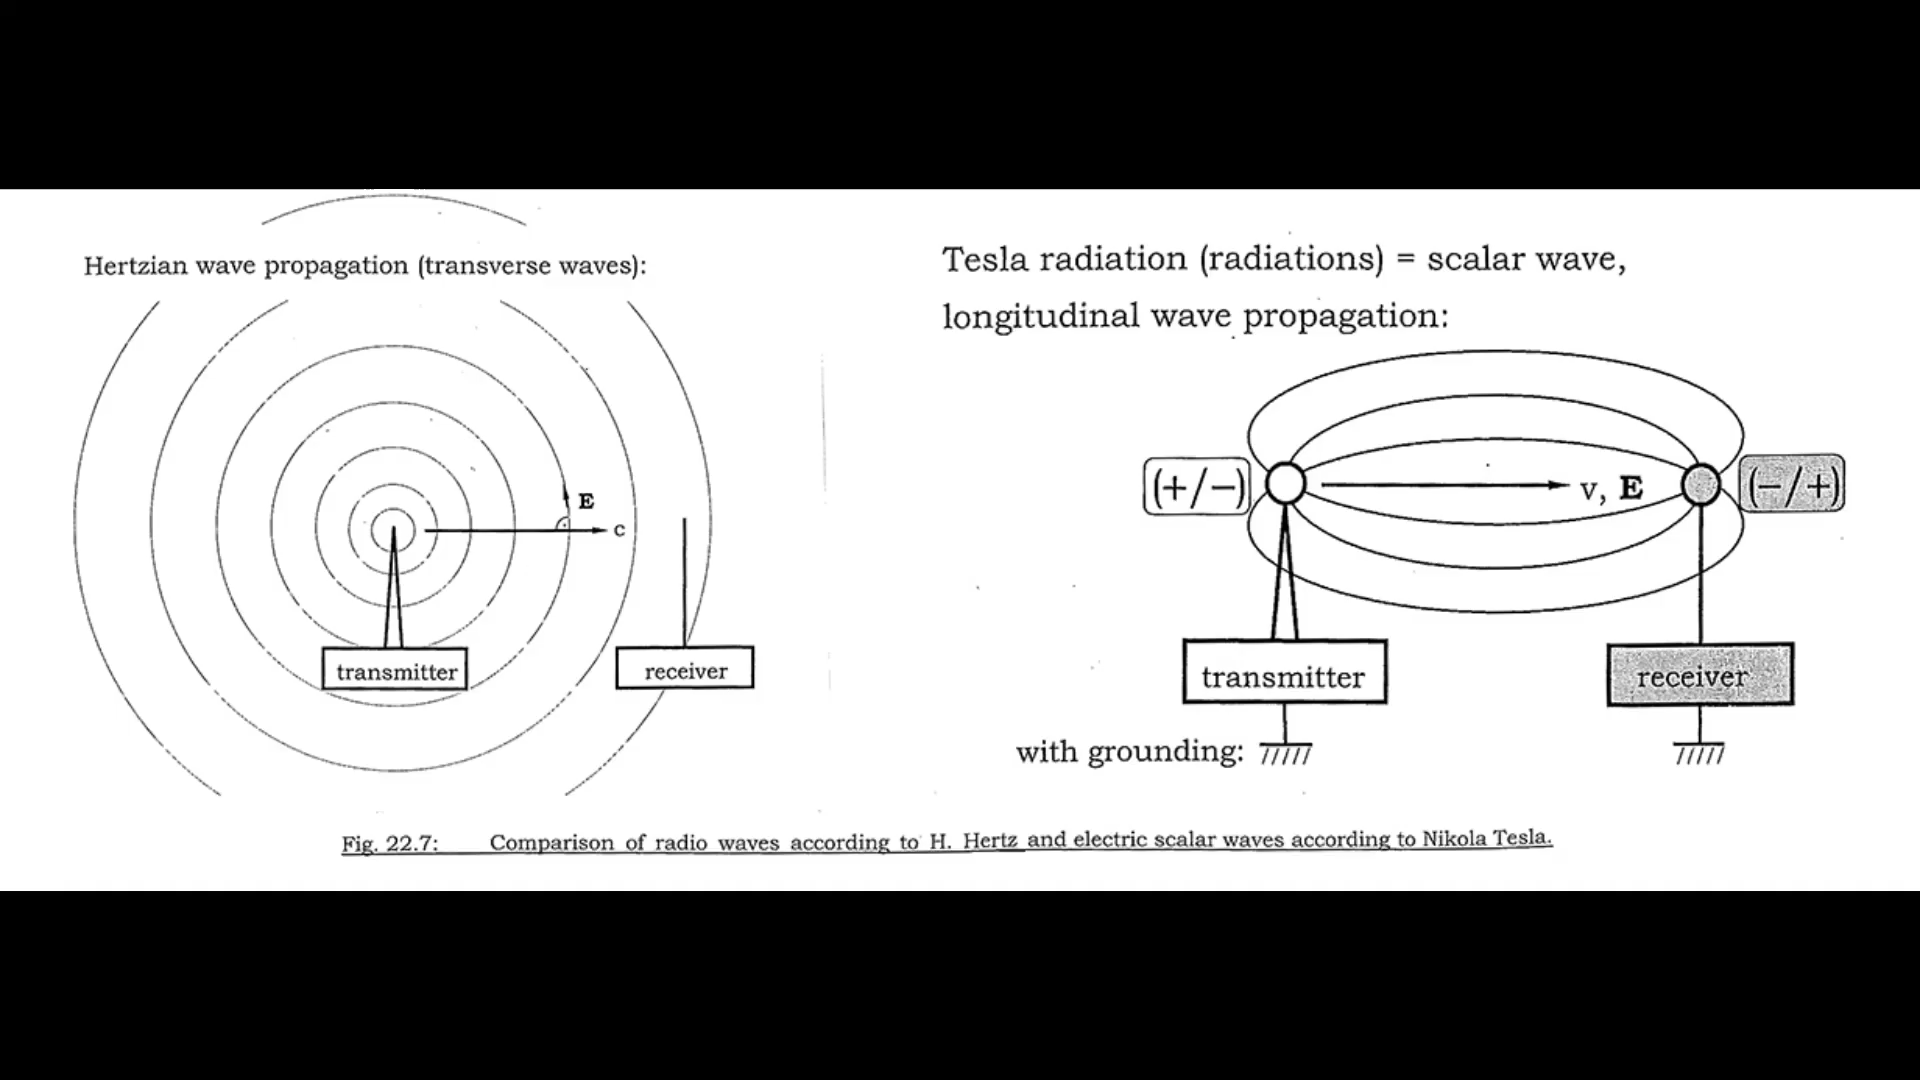 Hertzian wave propagation (transverse waves):
E
c
transmitter
receiver
Tesla radiation (radiations) = scalar wave,
longitudinal wave propagation:
(+/−)
v, E
(−/+)
transmitter
receiver
with grounding:
Fig. 22.7: Comparison of radio waves according to H. Hertz and electric scalar waves according to Nikola Tesla.